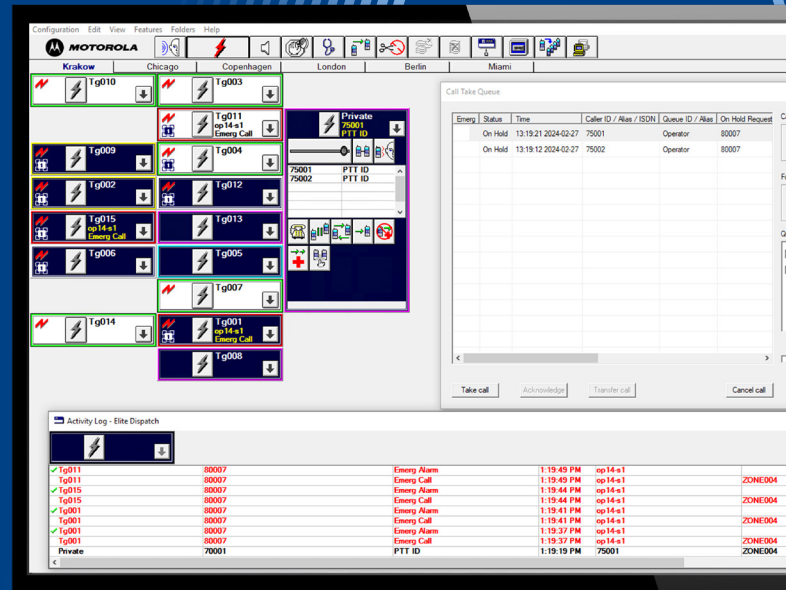 Configuration Edit View Features Folders Help
MOTOROLA
Krakow Chicago Copenhagen London Berlin Miami
Tg010
Tg003
Tg011
op14-s1
Emerg Call
Tg009
Tg004
Tg002
Tg012
Tg015
op14-s1
Emerg Call
Tg013
Tg006
Tg005
Tg007
Tg014
Tg001
op14-s1
Emerg Call
Tg008
Private
75001
PTT ID
75001 PTT ID
75002 PTT ID
Call Take Queue
Emerg Status Time Caller ID / Alias / ISDN Queue ID / Alias On Hold Request
On Hold 13:19:21 2024-02-27 75001 Operator 80007
On Hold 13:19:12 2024-02-27 75002 Operator 80007
Take call Acknowledge Transfer call Cancel call
Activity Log - Elite Dispatch
Tg011 80007 Emerg Alarm 1:19:49 PM op14-s1
Tg011 80007 Emerg Call 1:19:49 PM op14-s1 ZONE004
Tg015 80007 Emerg Alarm 1:19:44 PM op14-s1
Tg015 80007 Emerg Call 1:19:44 PM op14-s1 ZONE004
Tg001 80007 Emerg Alarm 1:19:41 PM op14-s1
Tg001 80007 Emerg Call 1:19:41 PM op14-s1 ZONE004
Tg001 80007 Emerg Alarm 1:19:37 PM op14-s1
Tg001 80007 Emerg Call 1:19:37 PM op14-s1 ZONE004
Private 70001 PTT ID 1:19:19 PM 75001 ZONE004